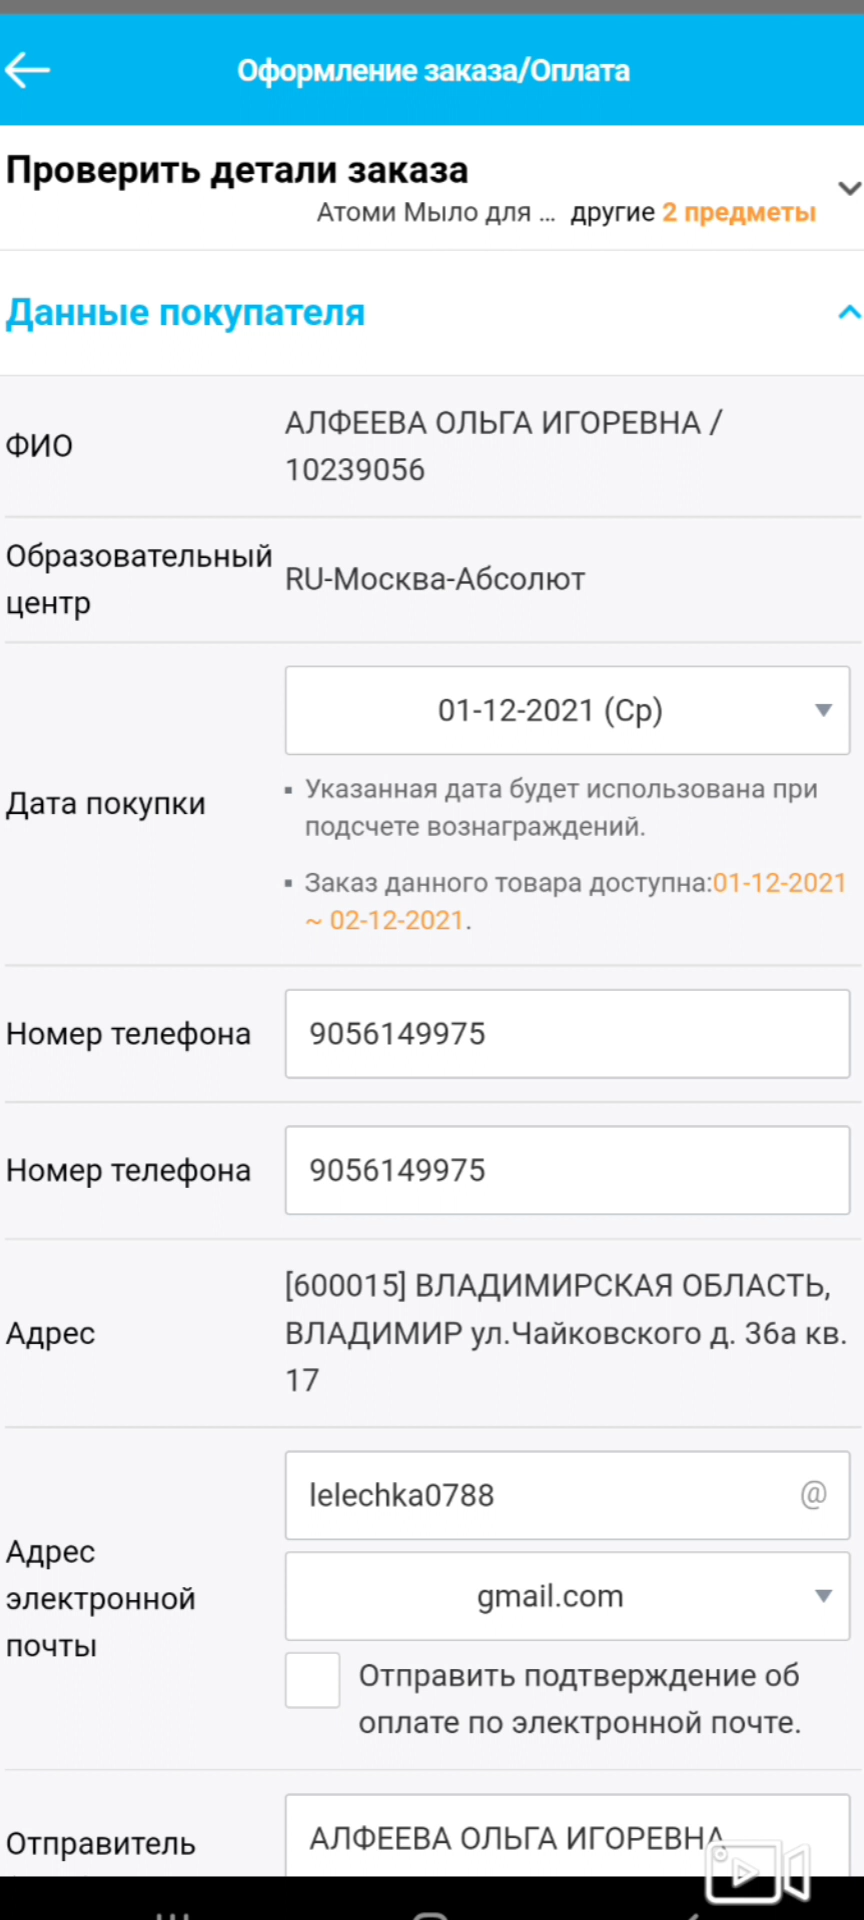 Оформление заказа/Оплата
Проверить детали заказа
Атоми Мыло для ... другие 2 предметы
Данные покупателя
ФИО
АЛФЕЕВА ОЛЬГА ИГОРЕВНА /
10239056
Образовательный
центр
RU-Москва-Абсолют
01-12-2021 (Ср)
Дата покупки
▪ Указанная дата будет использована при
подсчете вознаграждений.
▪ Заказ данного товара доступна:01-12-2021
~ 02-12-2021.
Номер телефона
9056149975
Номер телефона
9056149975
Адрес
[600015] ВЛАДИМИРСКАЯ ОБЛАСТЬ,
ВЛАДИМИР ул.Чайковского д. 36а кв.
17
Адрес
электронной
почты
lelechka0788 @
gmail.com
Отправить подтверждение об
оплате по электронной почте.
Отправитель
АЛФЕЕВА ОЛЬГА ИГОРЕВНА